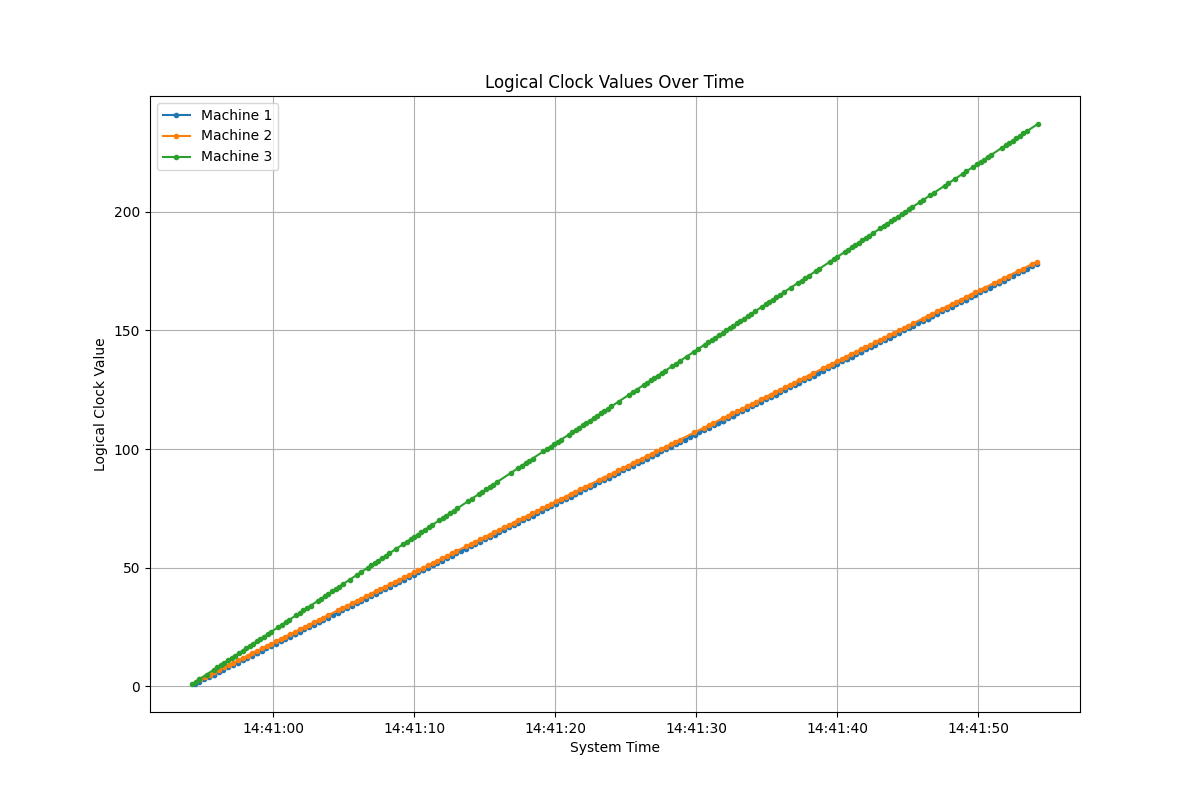 Logical Clock Values Over Time
Machine 1
Machine 2
Machine 3
200
150
100
50
0
Logical Clock Value
14:41:00 14:41:10 14:41:20 14:41:30 14:41:40 14:41:50
System Time